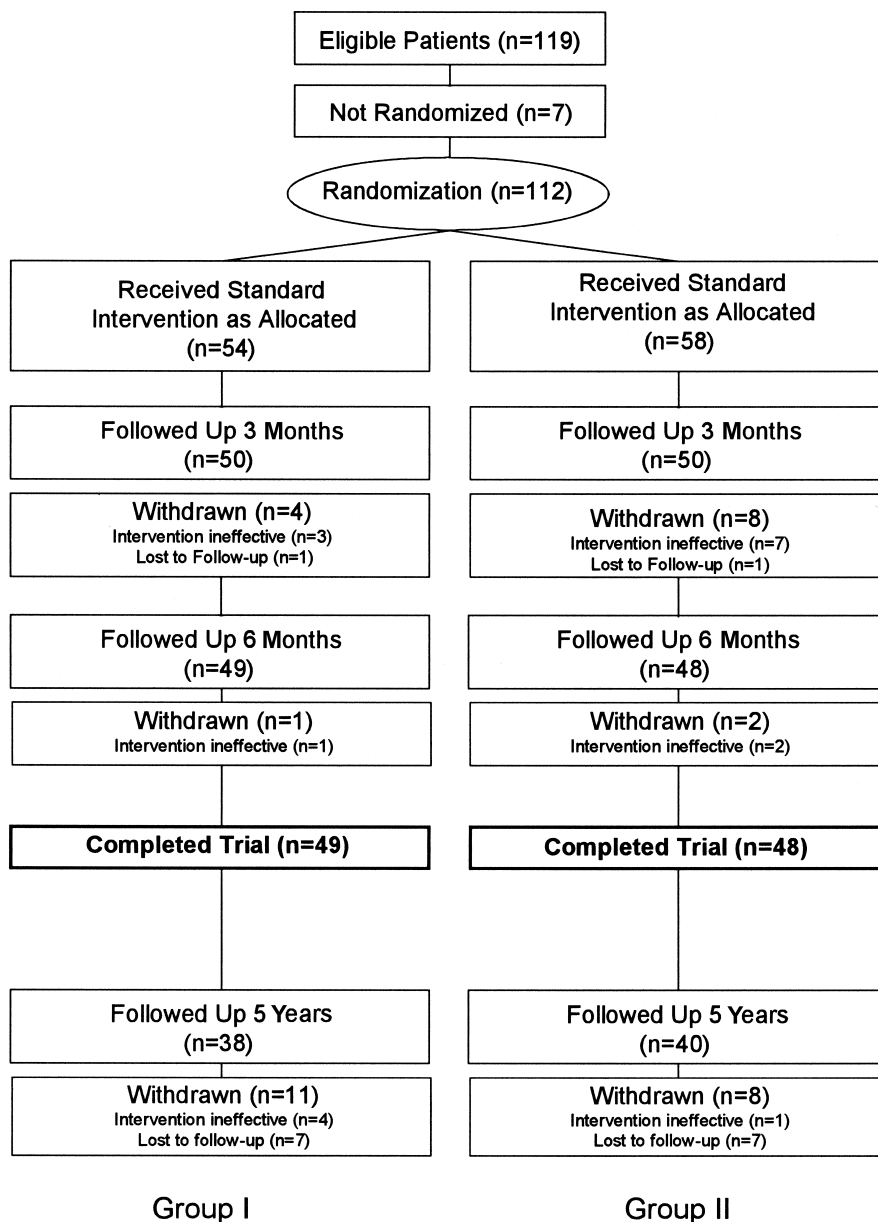 Eligible Patients (n=119)
Not Randomized (n=7)
Randomization (n=112)
Received Standard
Intervention as Allocated
(n=54)
Followed Up 3 Months
(n=50)
Withdrawn (n=4)
Intervention ineffective (n=3)
Lost to Follow-up (n=1)
Followed Up 6 Months
(n=49)
Withdrawn (n=1)
Intervention ineffective (n=1)
Completed Trial (n=49)
Followed Up 5 Years
(n=38)
Withdrawn (n=11)
Intervention ineffective (n=4)
Lost to follow-up (n=7)
Group I
Received Standard
Intervention as Allocated
(n=58)
Followed Up 3 Months
(n=50)
Withdrawn (n=8)
Intervention ineffective (n=7)
Lost to Follow-up (n=1)
Followed Up 6 Months
(n=48)
Withdrawn (n=2)
Intervention ineffective (n=2)
Completed Trial (n=48)
Followed Up 5 Years
(n=40)
Withdrawn (n=8)
Intervention ineffective (n=1)
Lost to follow-up (n=7)
Group II